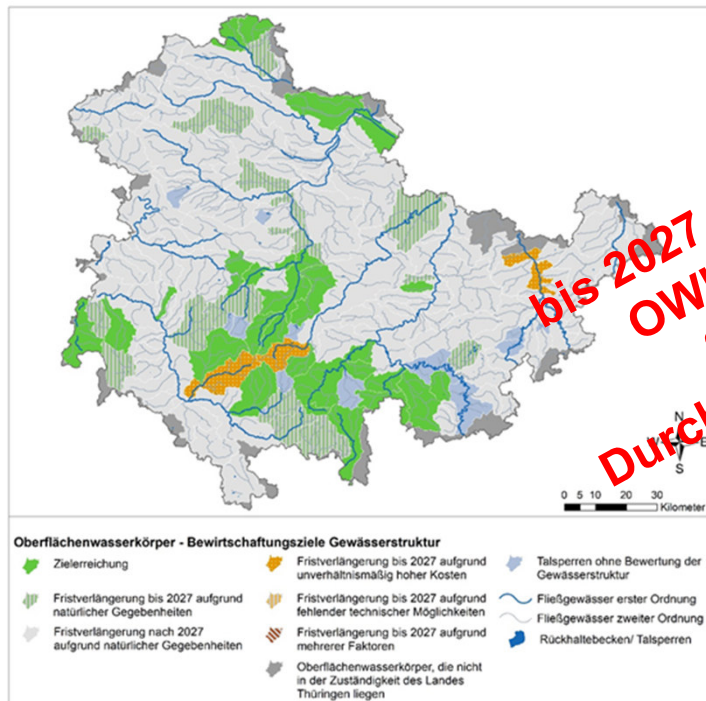 bis 2027
OW
Durch
N
W E
S
0 5 10 20 30
Kilometer
Oberflächenwasserkörper - Bewirtschaftungsziele Gewässerstruktur
Zielerreichung
Fristverlängerung bis 2027 aufgrund
natürlicher Gegebenheiten
Fristverlängerung nach 2027
aufgrund natürlicher Gegebenheiten
Fristverlängerung bis 2027 aufgrund
unverhältnismäßig hoher Kosten
Fristverlängerung bis 2027 aufgrund
fehlender technischer Möglichkeiten
Fristverlängerung bis 2027 aufgrund
mehrerer Faktoren
Oberflächenwasserkörper, die nicht
in der Zuständigkeit des Landes
Thüringen liegen
Talsperren ohne Bewertung der
Gewässerstruktur
Fließgewässer erster Ordnung
Fließgewässer zweiter Ordnung
Rückhaltebecken/ Talsperren